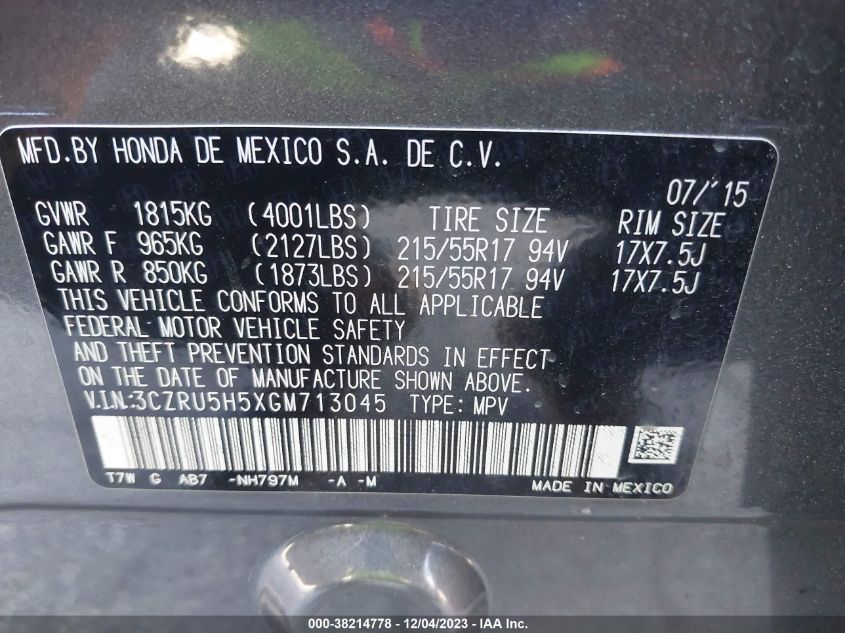 MFD.BY HONDA DE MEXICO S.A. DE C.V.
07/'15
GVWR 1815KG (4001LBS) TIRE SIZE RIM SIZE
GAWR F 965KG (2127LBS) 215/55R17 94V 17X7.5J
GAWR R 850KG (1873LBS) 215/55R17 94V 17X7.5J
THIS VEHICLE CONFORMS TO ALL APPLICABLE
FEDERAL MOTOR VEHICLE SAFETY
AND THEFT PREVENTION STANDARDS IN EFFECT
ON THE DATE OF MANUFACTURE SHOWN ABOVE.
V.I.N.:3CZRU5H5XGM713045 TYPE: MPV
T7W G AB7 -NH797M -A -M
MADE IN MEXICO
000-38214778 - 12/04/2023 - IAA Inc.